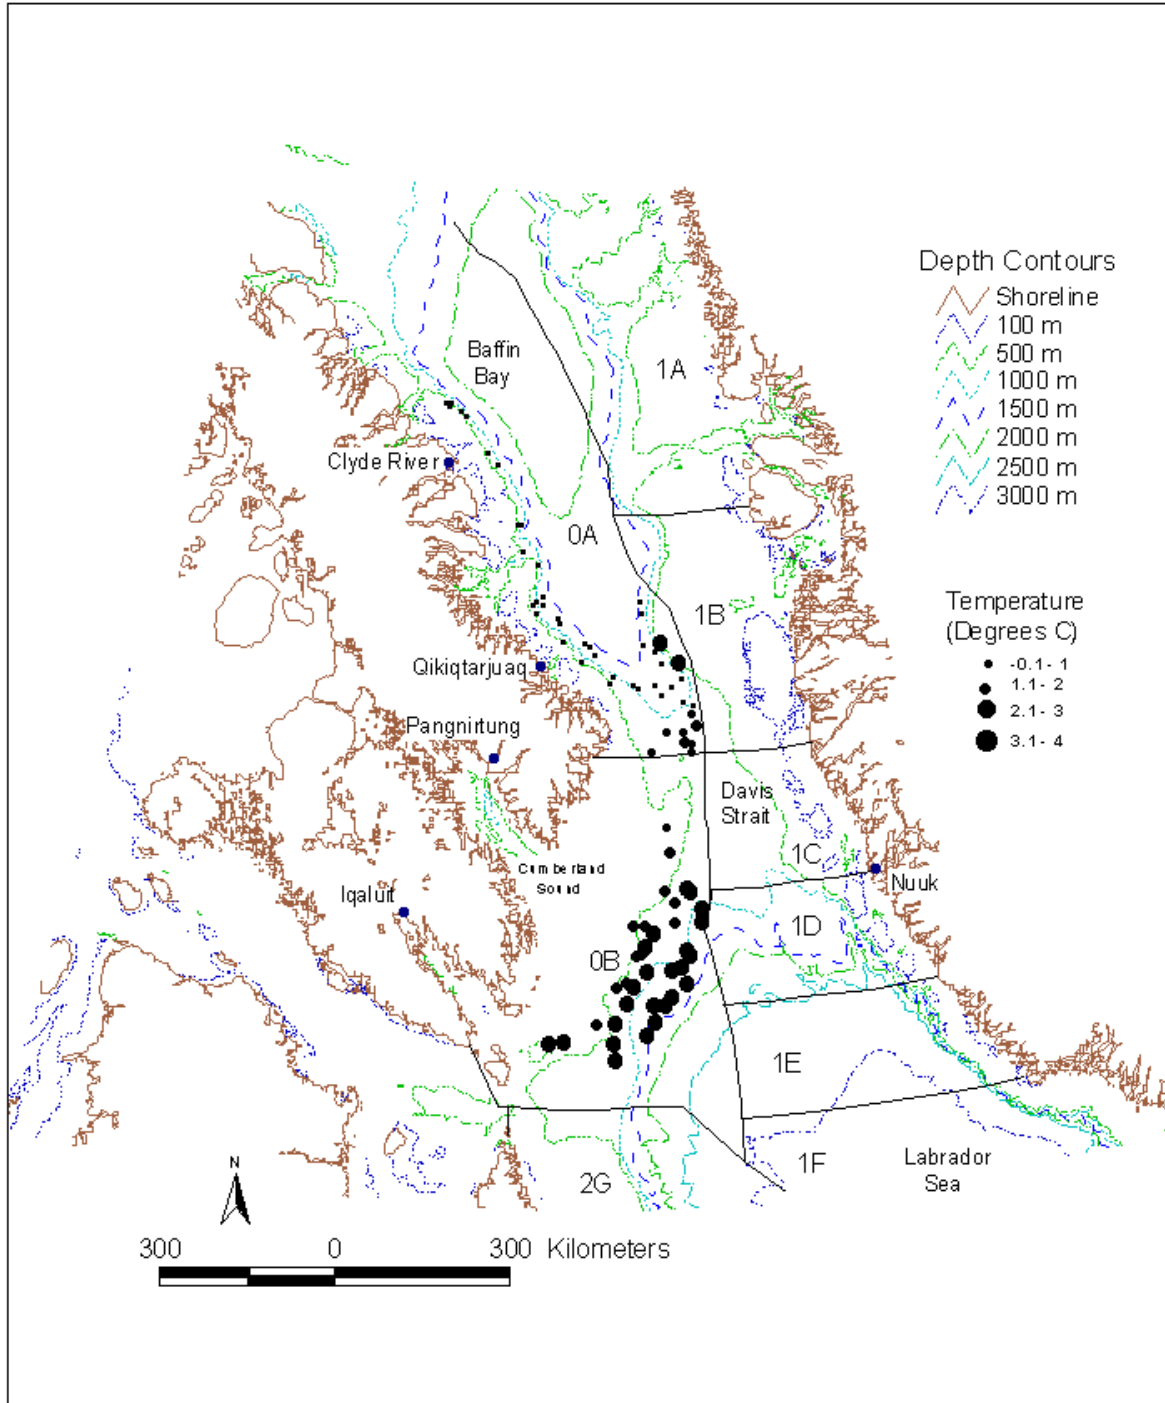 Depth Contours
Shoreline
100 m
500 m
1000 m
1500 m
2000 m
2500 m
3000 m
Baffin
Bay
1A
Clyde River
0A
1B
Temperature
(Degrees C)
-0.1 - 1
1.1 - 2
2.1 - 3
3.1 - 4
Qikiqtarjuaq
Pangnirtung
Davis
Strait
1C
Cumberland
Sound
Nuuk
Iqaluit
1D
0B
1E
1F
Labrador
Sea
2G
N
300 0 300 Kilometers